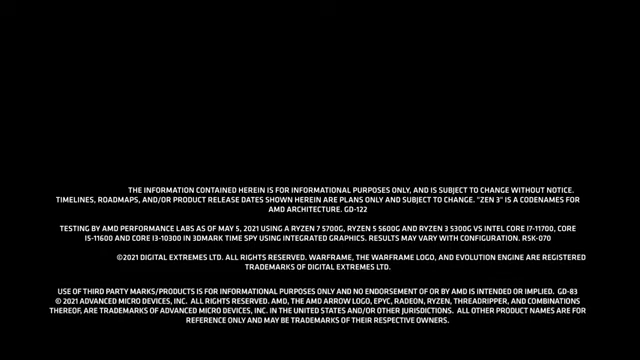 THE INFORMATION CONTAINED HEREIN IS FOR INFORMATIONAL PURPOSES ONLY, AND IS SUBJECT TO CHANGE WITHOUT NOTICE.
TIMELINES, ROADMAPS, AND/OR PRODUCT RELEASE DATES SHOWN HEREIN ARE PLANS ONLY AND SUBJECT TO CHANGE. "ZEN 3" IS A CODENAMES FOR
AMD ARCHITECTURE. GD-122
TESTING BY AMD PERFORMANCE LABS AS OF MAY 5, 2021 USING A RYZEN 7 5700G, RYZEN 5 5600G AND RYZEN 3 5300G VS INTEL CORE I7-11700, CORE
I5-11600 AND CORE I3-10300 IN 3DMARK TIME SPY USING INTEGRATED GRAPHICS. RESULTS MAY VARY WITH CONFIGURATION. R5K-070
©2021 DIGITAL EXTREMES LTD. ALL RIGHTS RESERVED. WARFRAME, THE WARFRAME LOGO, AND EVOLUTION ENGINE ARE REGISTERED
TRADEMARKS OF DIGITAL EXTREMES LTD.
USE OF THIRD PARTY MARKS/PRODUCTS IS FOR INFORMATIONAL PURPOSES ONLY AND NO ENDORSEMENT OF OR BY AMD IS INTENDED OR IMPLIED. GD-83
© 2021 ADVANCED MICRO DEVICES, INC. ALL RIGHTS RESERVED. AMD, THE AMD ARROW LOGO, EPYC, RADEON, RYZEN, THREADRIPPER, AND COMBINATIONS
THEREOF, ARE TRADEMARKS OF ADVANCED MICRO DEVICES, INC. IN THE UNITED STATES AND/OR OTHER JURISDICTIONS. ALL OTHER PRODUCT NAMES ARE FOR
REFERENCE ONLY AND MAY BE TRADEMARKS OF THEIR RESPECTIVE OWNERS.